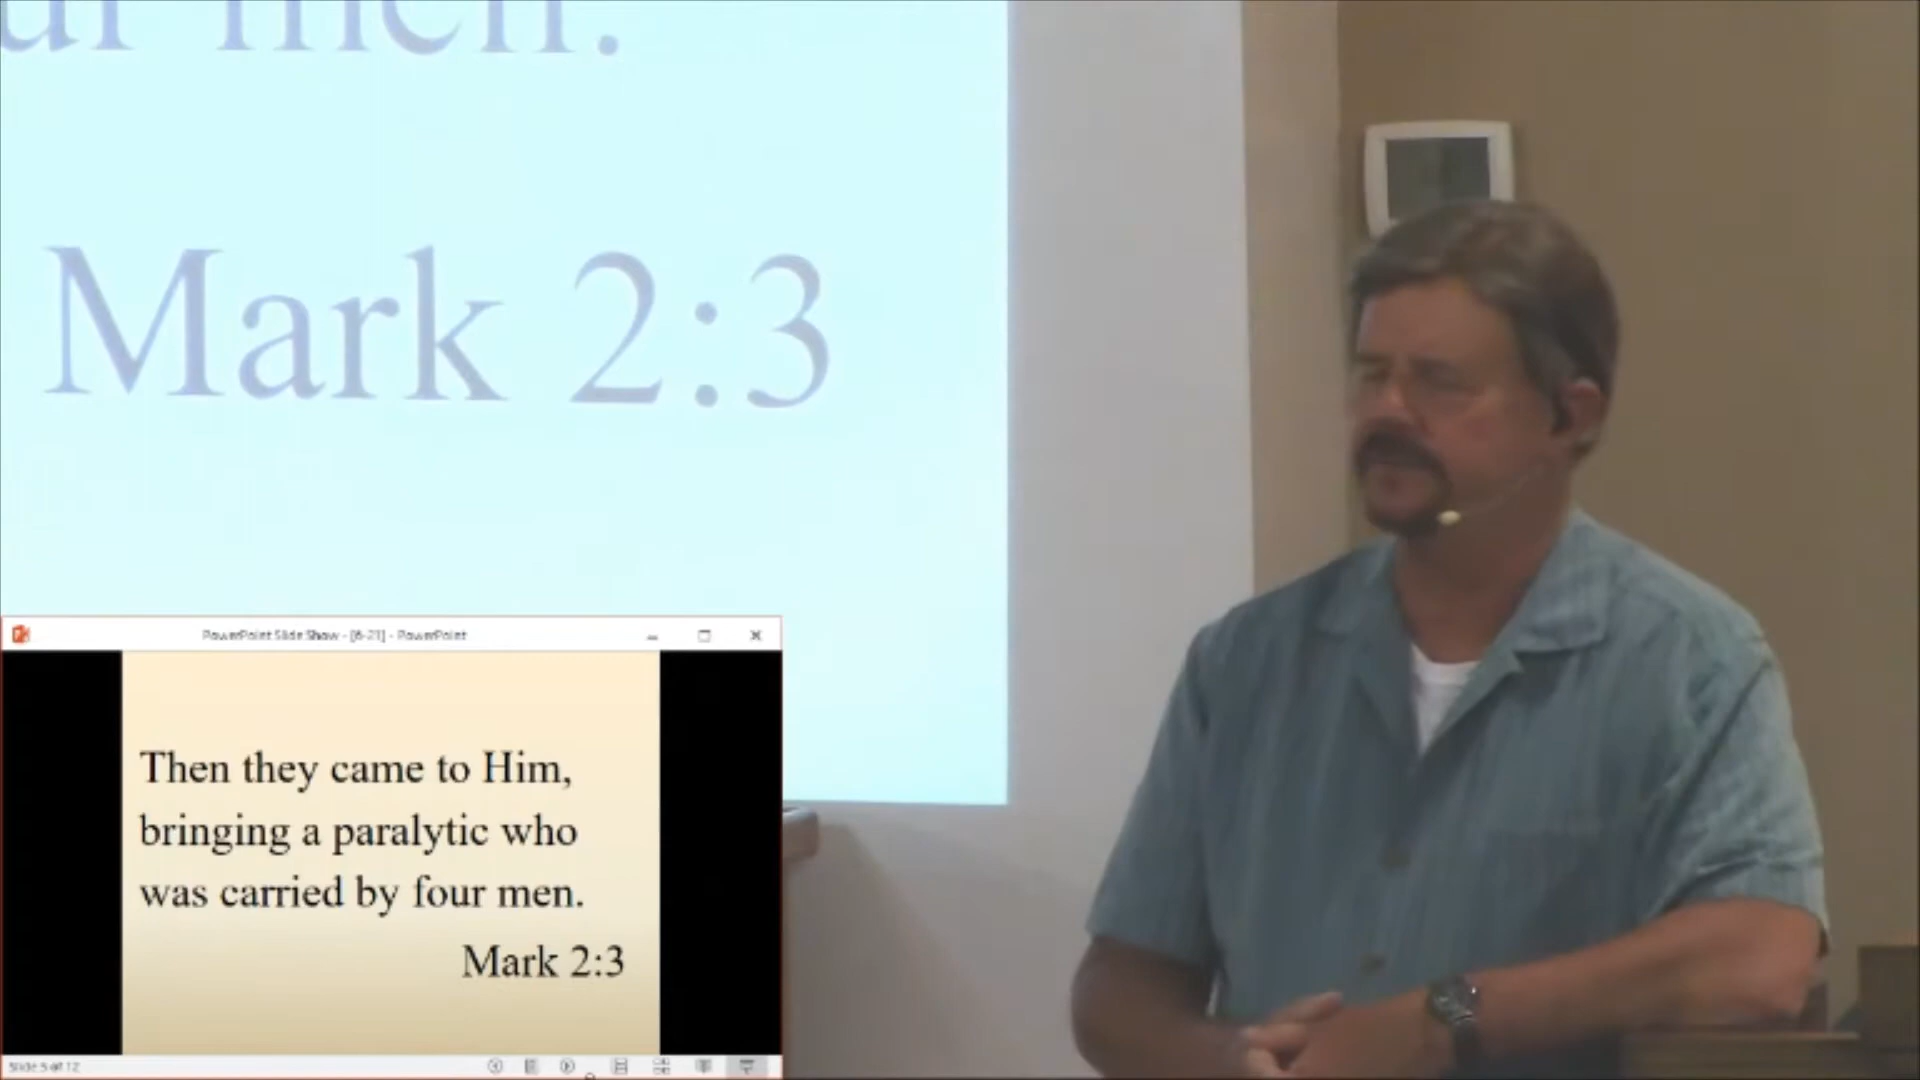 ur men.
Mark 2:3
PowerPoint Slide Show - [6-21] - PowerPoint
Then they came to Him,
bringing a paralytic who
was carried by four men.
Mark 2:3
Slide 5 of 12